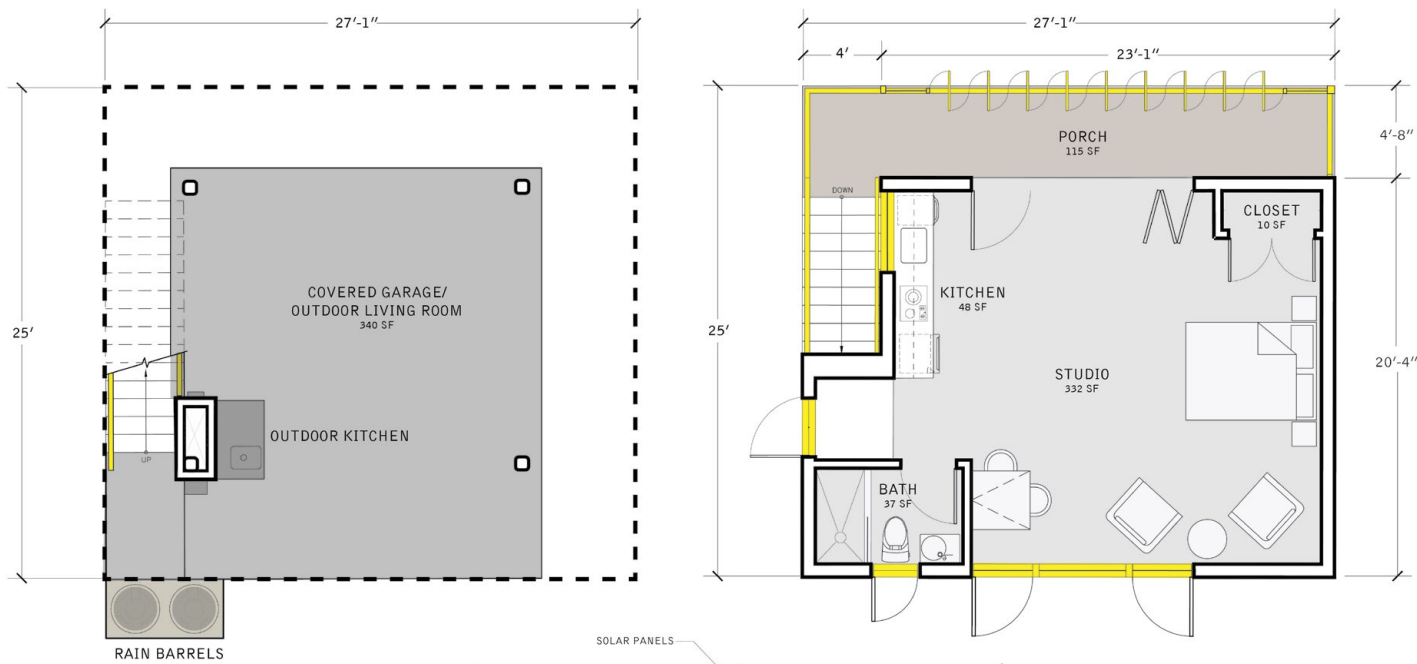 27'-1"
25'
COVERED GARAGE/
OUTDOOR LIVING ROOM
340 SF
OUTDOOR KITCHEN
UP
RAIN BARRELS
27'-1"
4'
23'-1"
PORCH
115 SF
4'-8"
DOWN
CLOSET
10 SF
KITCHEN
48 SF
25'
STUDIO
332 SF
20'-4"
BATH
37 SF
SOLAR PANELS